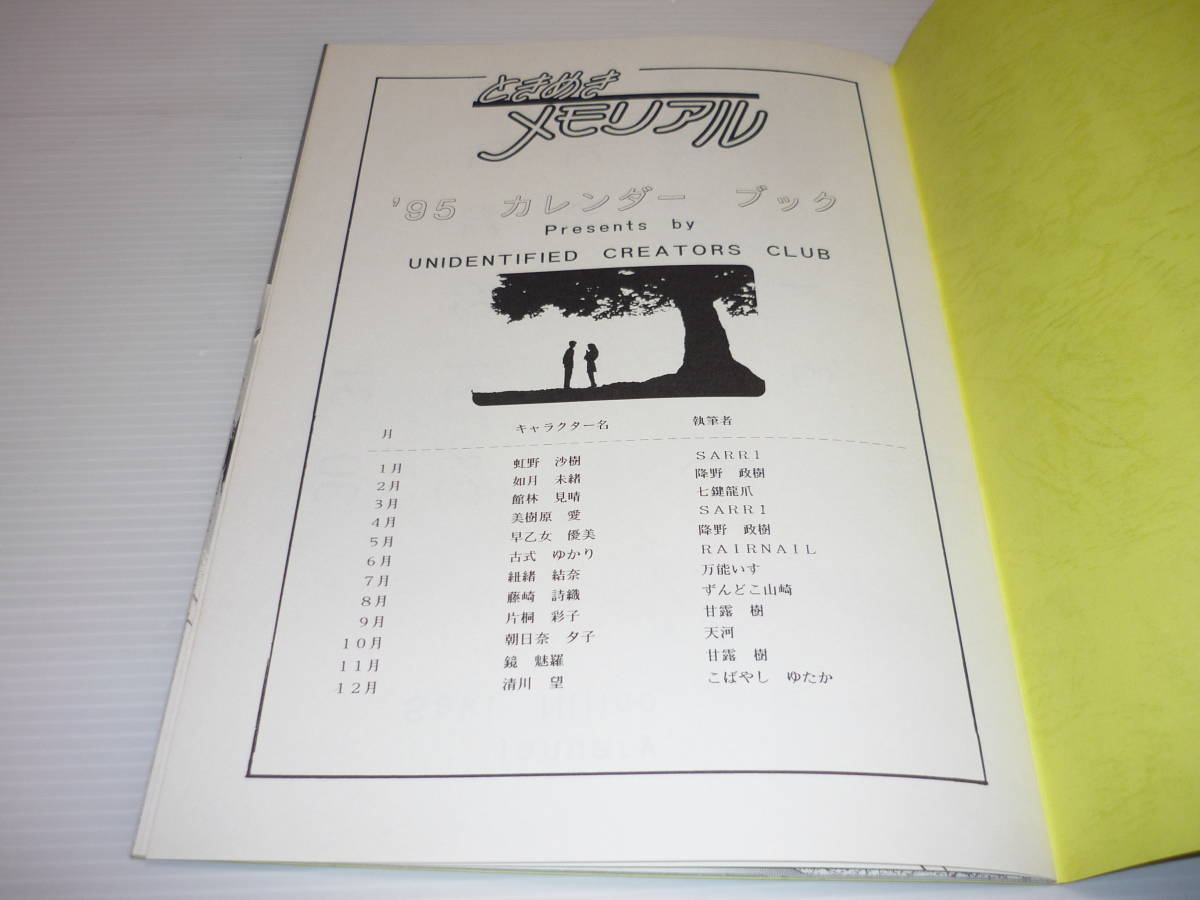 ときめき
メモリアル
'95 カレンダー ブック
Presents by
UNIDENTIFIED CREATORS CLUB
月 キャラクター名 執筆者
1月 虹野 沙樹 SARRI
2月 如月 未緒 降野 政樹
3月 館林 見晴 七鍵龍爪
4月 美樹原 愛 SARRI
5月 早乙女 優美 降野 政樹
6月 古式 ゆかり RAIRNAIL
7月 紐緒 結奈 万能いす
8月 藤崎 詩織 ずんどこ山崎
9月 片桐 彩子 甘露 樹
10月 朝日奈 夕子 天河
11月 鏡 魅羅 甘露 樹
12月 清川 望 こばやし ゆたか